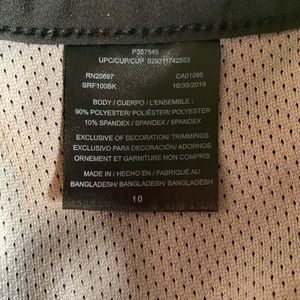 P357545
UPC/CUP/CUP 029311742553
RN20697 CA01095
SRF100BK 10/30/2019
BODY / CUERPO / L'ENSEMBLE :
90% POLYESTER/ POLIÉSTER/ POLYESTER
10% SPANDEX / SPANDEX / SPANDEX
EXCLUSIVE OF DECORATION/ TRIMMINGS
EXCLUSIVO PARA DECORACIÓN/ ADORNOS
ORNEMENT ET GARNITURE NON COMPRIS
MADE IN / HECHO EN / FABRIQUÉ AU
BANGLADESH/ BANGLADESH/ BANGLADESH
10